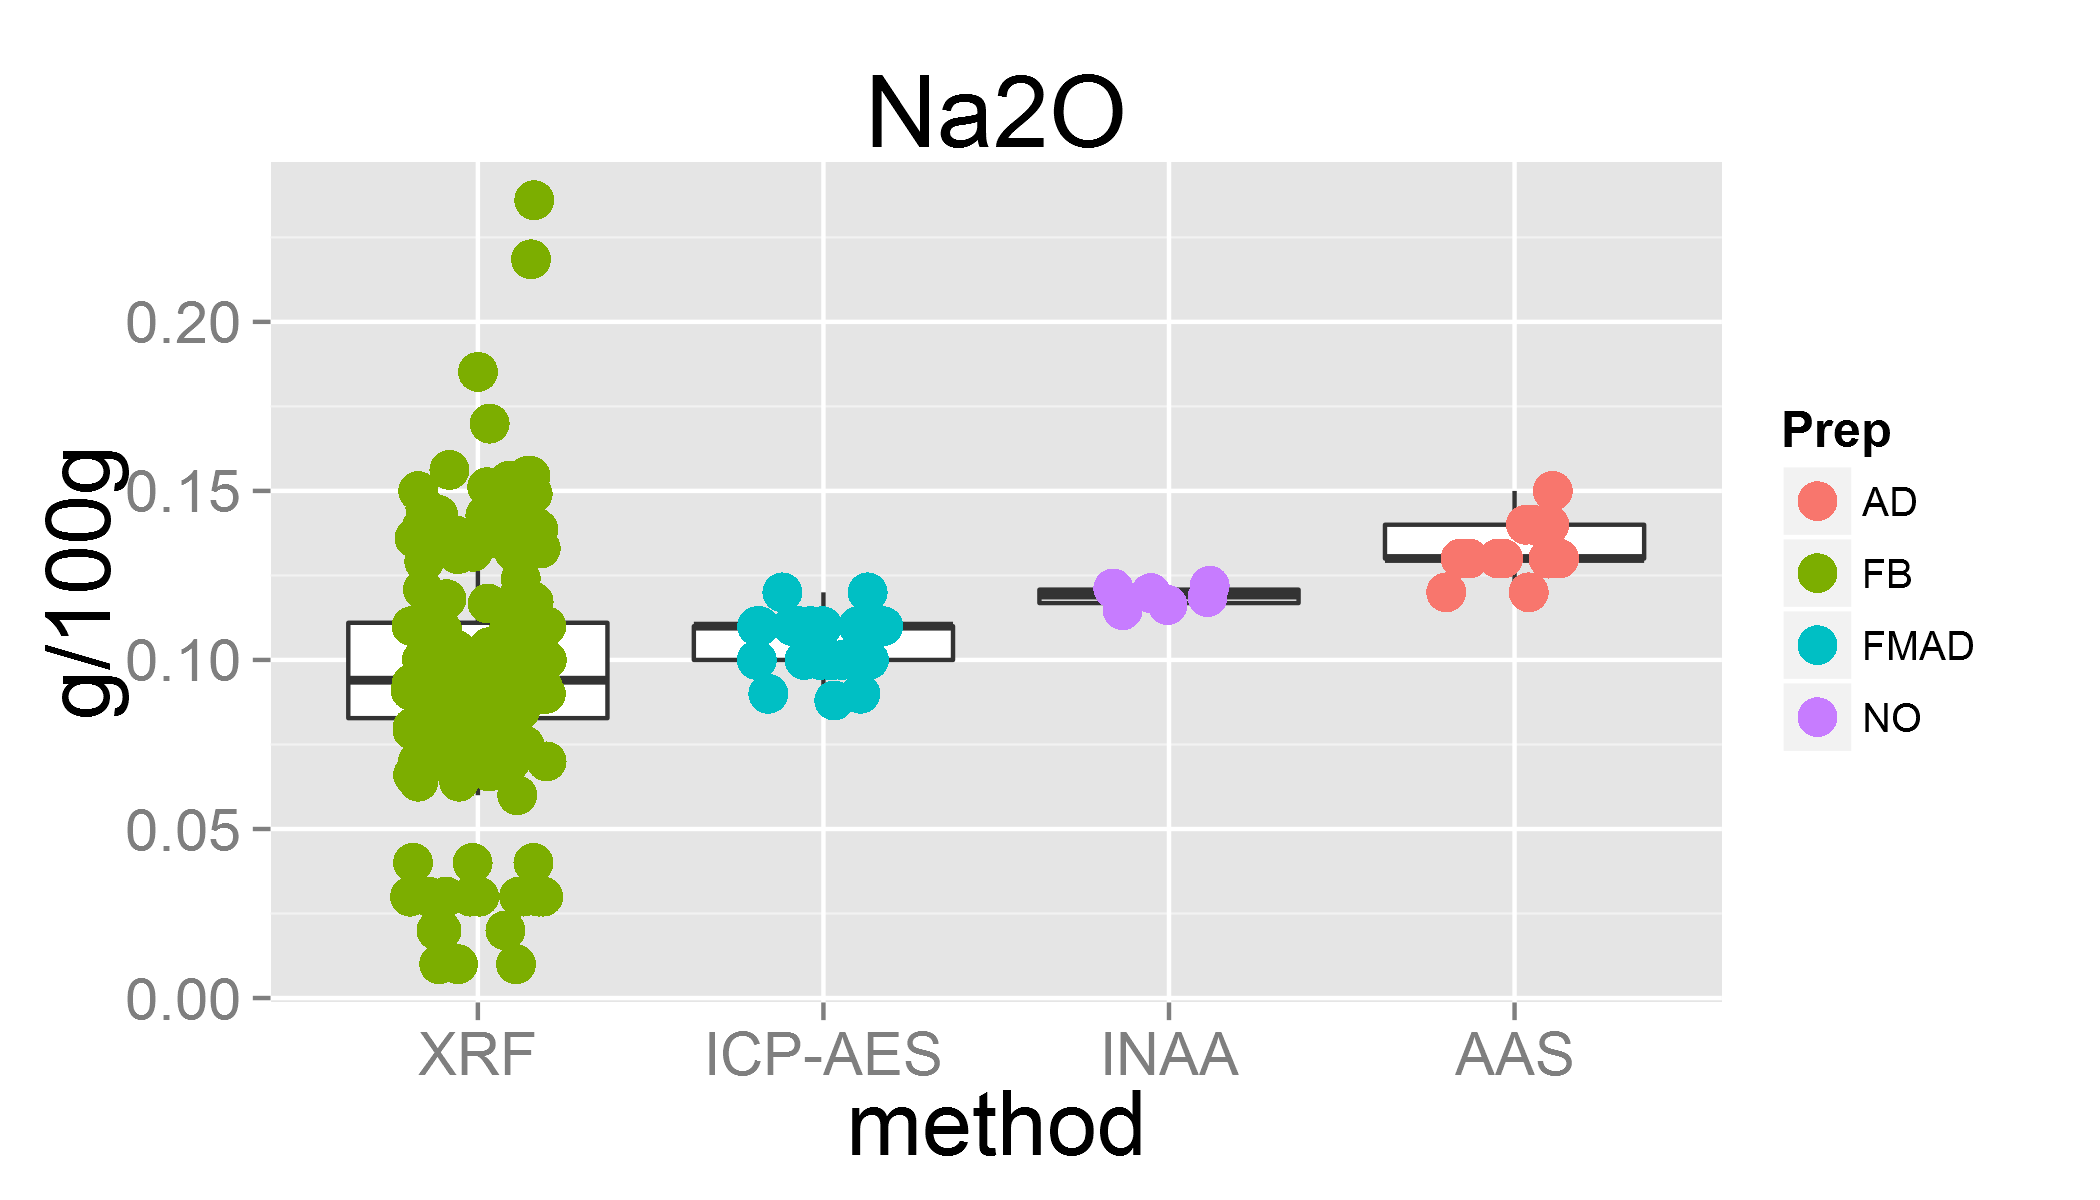 Na2O
g/100g
0.20
0.15
0.10
0.05
0.00
XRF
ICP-AES
INAA
AAS
method
Prep
AD
FB
FMAD
NO